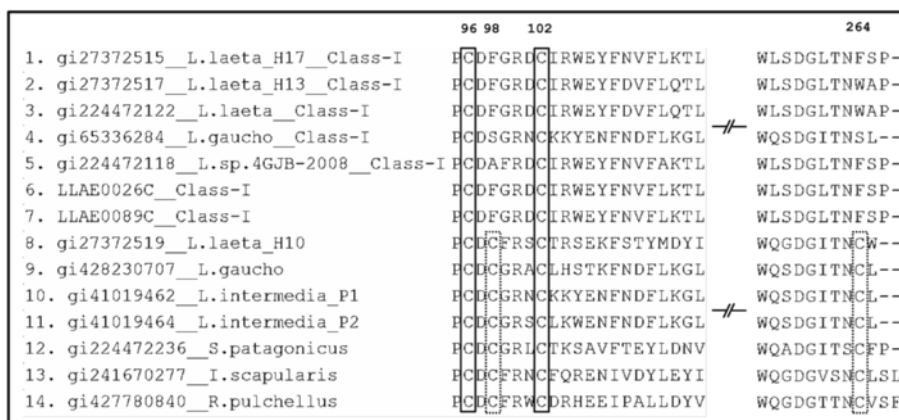 96 98 102 264
1. gi27372515__L.laeta_H17__Class-I PCDFGRDCIRWEYFNVFLKTL WLSDGLTNFSP-
2. gi27372517__L.laeta_H13__Class-I PCDFGRDCIRWEYFDVFLQTL WLSDGLTNWAP-
3. gi224472122__L.laeta__Class-I PCDFGRDCIRWEYFDVFLQTL WLSDGLTNWAP-
4. gi65336284__L.gaucho__Class-I PCDSGRNCKKYENFNDFLKGL WQSDGITNSL--
5. gi224472118__L.sp.4GJB-2008__Class-I PCDAFRDCIRWEYFNVFAKTL WLSDGLTNFSP-
6. LLAE0026C__Class-I PCDFGRDCIRWEYFNVFLKTL WLSDGLTNFSP-
7. LLAE0089C__Class-I PCDFGRDCIRWEYFNVFLKTL WLSDGLTNFSP-
8. gi27372519__L.laeta_H10 PCDCFRSCTRSEKFSTYMDYI WQGDGITNCW--
9. gi428230707__L.gaucho PCDCGRACLHSTKFNDFLKGL WQSDGITNCL--
10. gi41019462__L.intermedia_P1 PCDCGRNCKKYENFNDFLKGL WQSDGITNCL--
11. gi41019464__L.intermedia_P2 PCDCGRSCLKWENFNDFLKGL WQSDGITNCL--
12. gi224472236__S.patagonicus PCDCGRLCTKSAVFTEYLDNV WQADGITSCFP-
13. gi241670277__I.scapularis PCDCFRNCFQRENIVDYLEYI WQSDGVSNCLSL
14. gi427780840__R.pulchellus PCDCFRWCDRHEEIPALLDYV WQGDGTTNCVSF